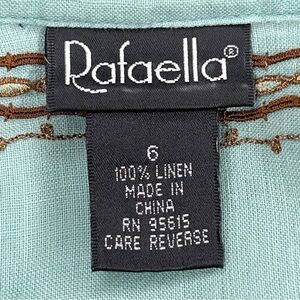 Rafaella®
6
100% LINEN
MADE IN
CHINA
RN 95615
CARE REVERSE